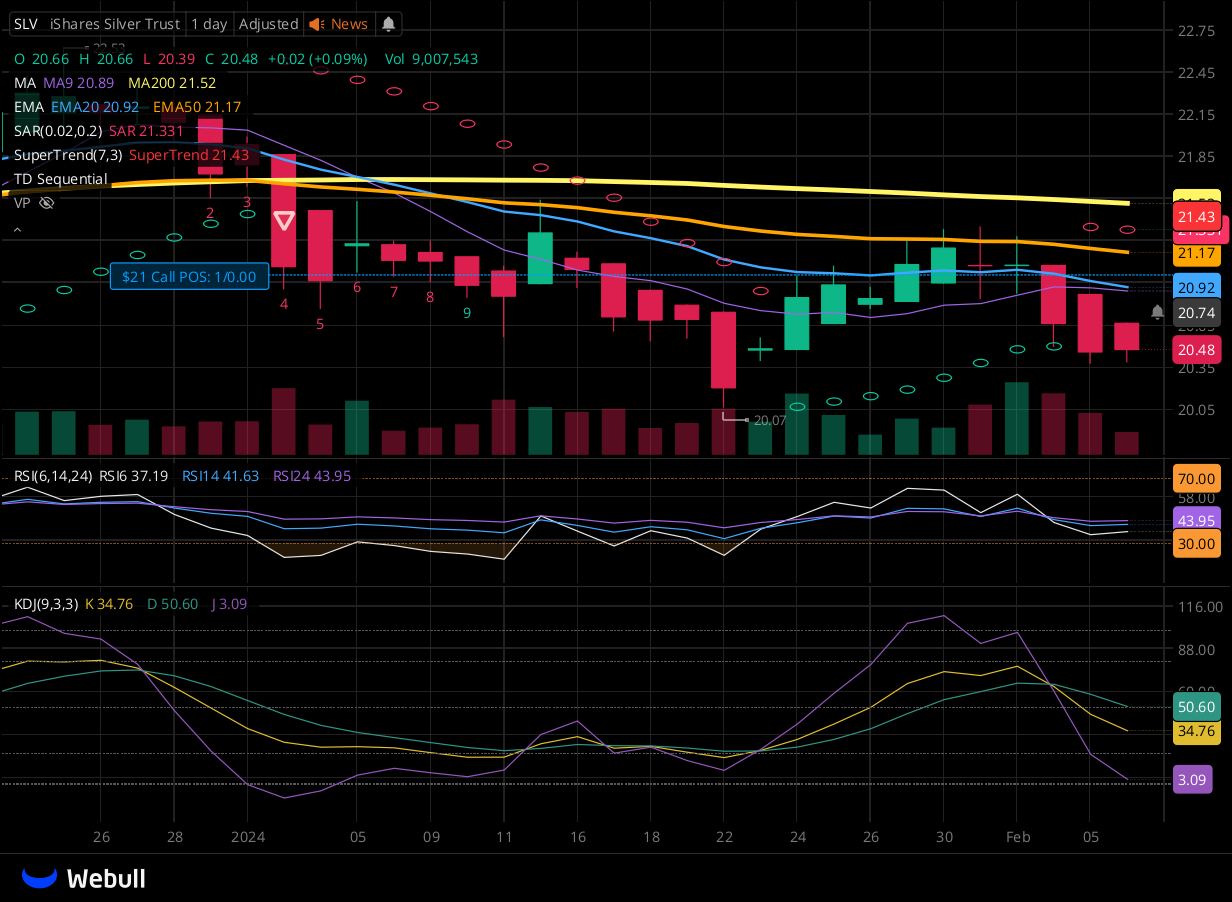 SLV iShares Silver Trust 1 day Adjusted News
O 20.66 H 20.66 L 20.39 C 20.48 +0.02 (+0.09%) Vol 9,007,543
MA MA9 20.89 MA200 21.52
EMA EMA20 20.92 EMA50 21.17
SAR(0.02,0.2) SAR 21.331
SuperTrend(7,3) SuperTrend 21.43
TD Sequential
VP
22.75
22.45
22.15
21.85
21.43
21.17
20.92
20.74
20.48
20.35
20.05
2
3
$21 Call POS: 1/0.00
4
5
6
7
8
9
20.07
RSI(6,14,24) RSI6 37.19 RSI14 41.63 RSI24 43.95
70.00
58.00
43.95
30.00
KDJ(9,3,3) K 34.76 D 50.60 J 3.09
116.00
88.00
50.60
34.76
3.09
26 28 2024 05 09 11 16 18 22 24 26 30 Feb 05
Webull